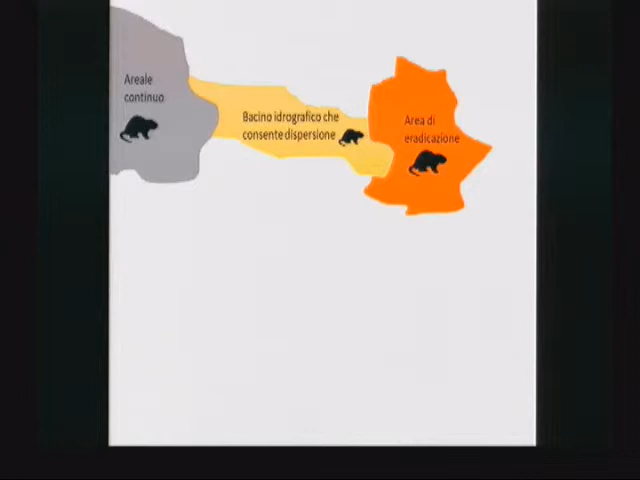 Areale
continuo
Bacino idrografico che
consente dispersione
Area di
eradicazione